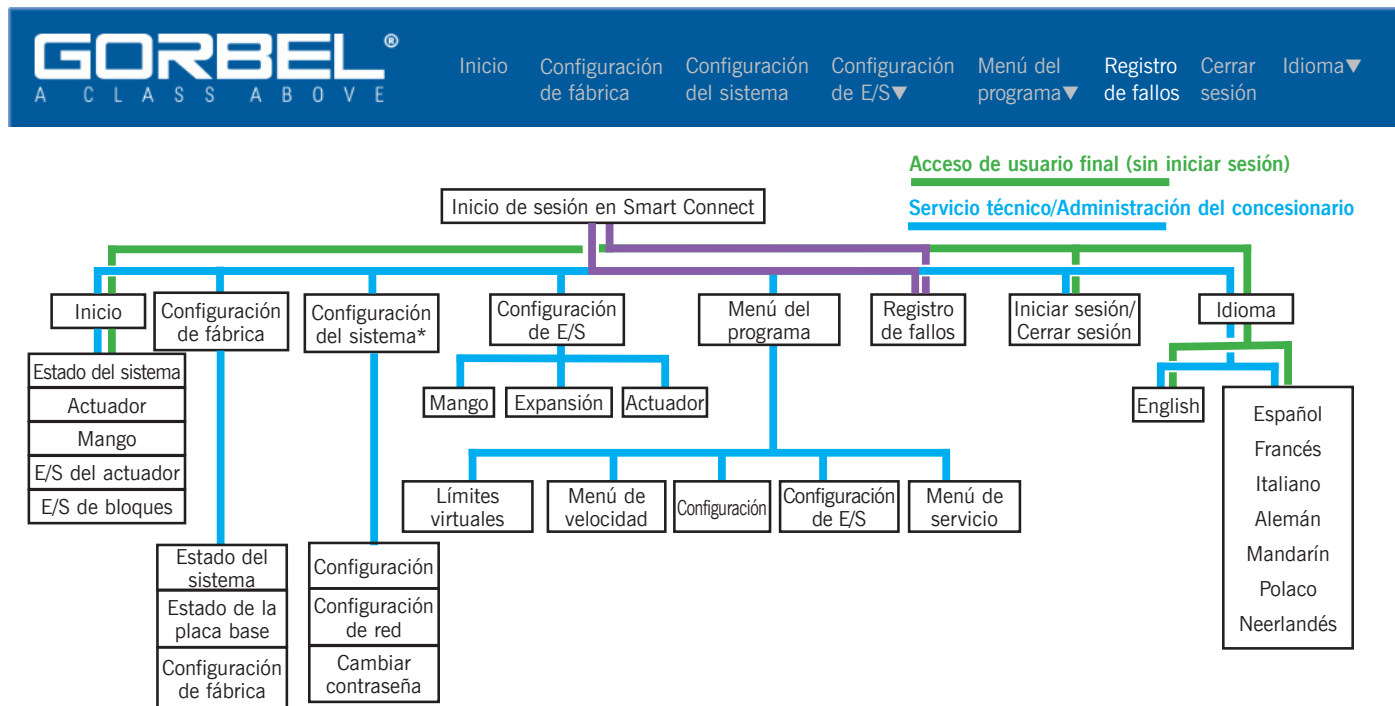 GORBEL®
A CLASS ABOVE
Inicio
Configuración
de fábrica
Configuración
del sistema
Configuración
de E/S▼
Menú del
programa▼
Registro
de fallos
Cerrar
sesión
Idioma▼
Acceso de usuario final (sin iniciar sesión)
Servicio técnico/Administración del concesionario
Inicio de sesión en Smart Connect
Inicio
Configuración
de fábrica
Configuración
del sistema*
Configuración
de E/S
Menú del
programa
Registro
de fallos
Iniciar sesión/
Cerrar sesión
Idioma
Estado del sistema
Actuador
Mango
E/S del actuador
E/S de bloques
Mango
Expansión
Actuador
English
Español
Francés
Italiano
Alemán
Mandarín
Polaco
Neerlandés
Límites
virtuales
Menú de
velocidad
Configuración
Configuración
de E/S
Menú de
servicio
Estado del
sistema
Estado de la
placa base
Configuración
de fábrica
Configuración
Configuración
de red
Cambiar
contraseña